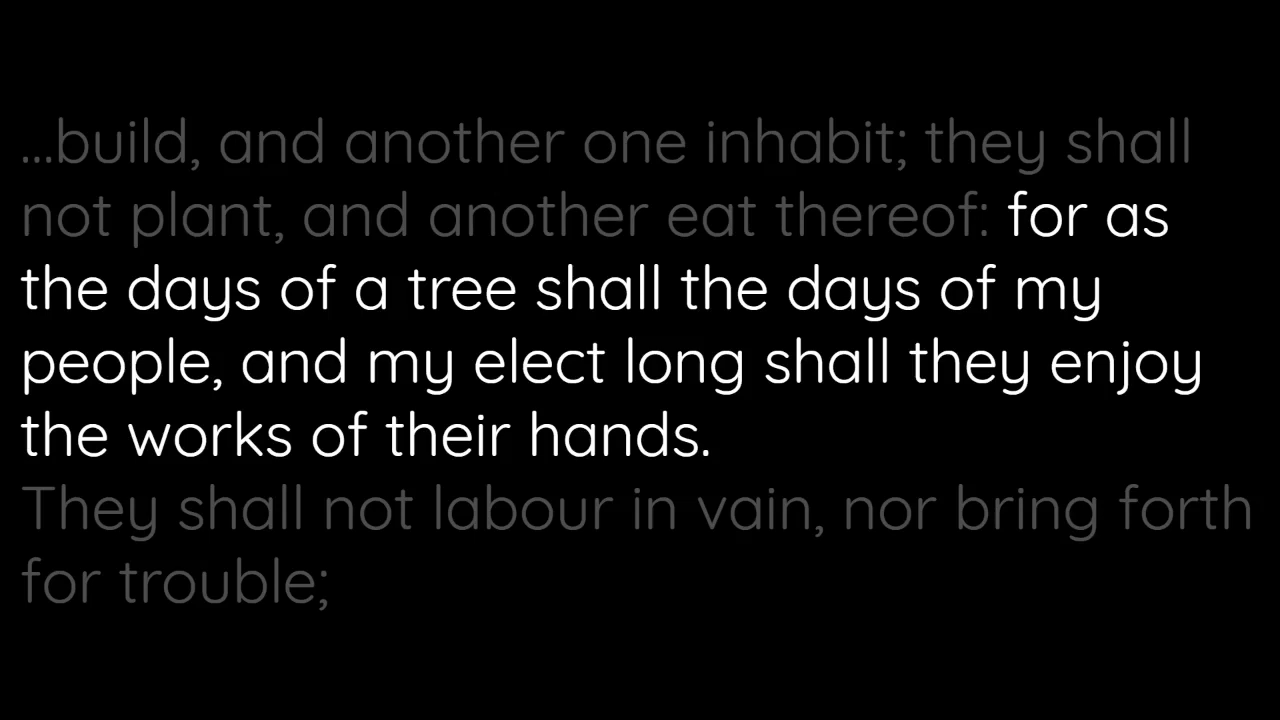 ...build, and another one inhabit; they shall
not plant, and another eat thereof: for as
the days of a tree shall the days of my
people, and my elect long shall they enjoy
the works of their hands.
They shall not labour in vain, nor bring forth
for trouble;